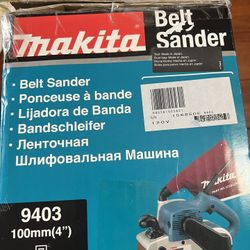 Belt
Sander
makita
• Belt Sander
• Ponceuse à bande
• Lijadora de Banda
• Bandschleifer
• Ленточная
Шлифовальная Машина
120V
9403
100mm(4")